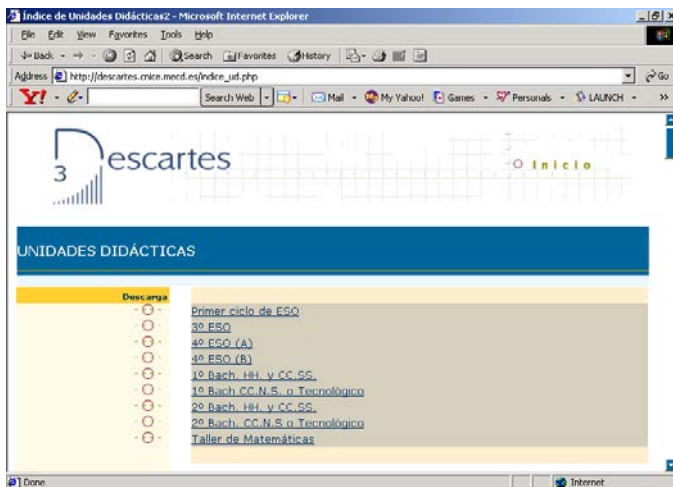 Índice de Unidades Didácticas2 - Microsoft Internet Explorer
File Edit View Favorites Tools Help
Back Search Favorites History
Address http://descartes.cnice.mecd.es/indice_ud.php Go
Y! Search Web Mail My Yahoo! Games Personals LAUNCH »
Descartes
3
Inicio
UNIDADES DIDÁCTICAS
Descarga
Primer ciclo de ESO
3º ESO
4º ESO (A)
4º ESO (B)
1º Bach. HH. y CC.SS.
1º Bach CC.N.S. o Tecnológico
2º Bach. HH. y CC.SS.
2º Bach. CC.N.S o Tecnológico
Taller de Matemáticas
Done Internet